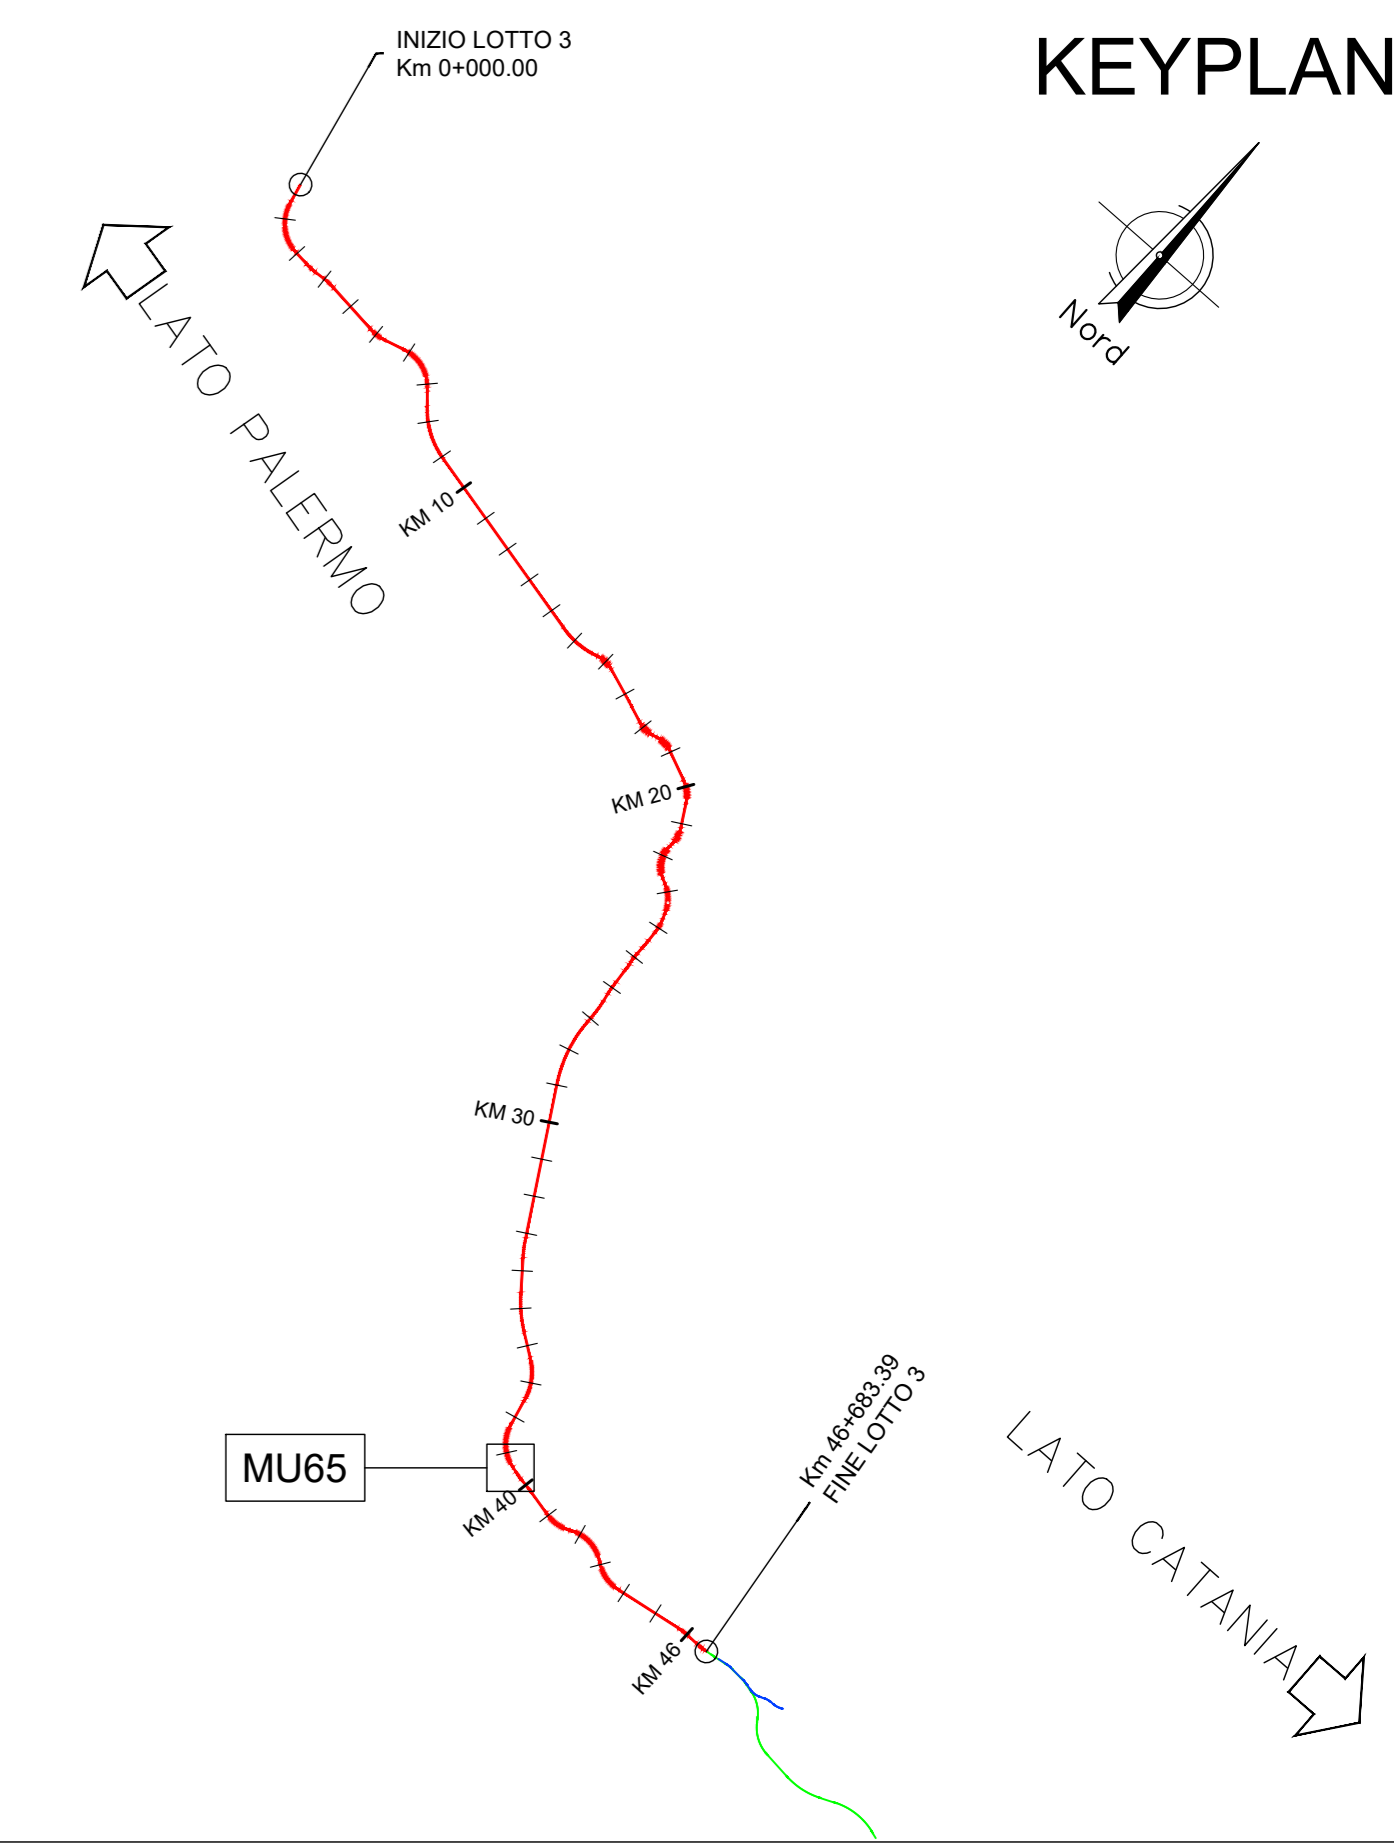 INIZIO LOTTO 3
Km 0+000.00
KEYPLAN
Nord
LATO PALERMO
KM 10
KM 20
KM 30
Km 46+683.39
FINE LOTTO 3
LATO CATANIA
MU65
KM 40
KM 46